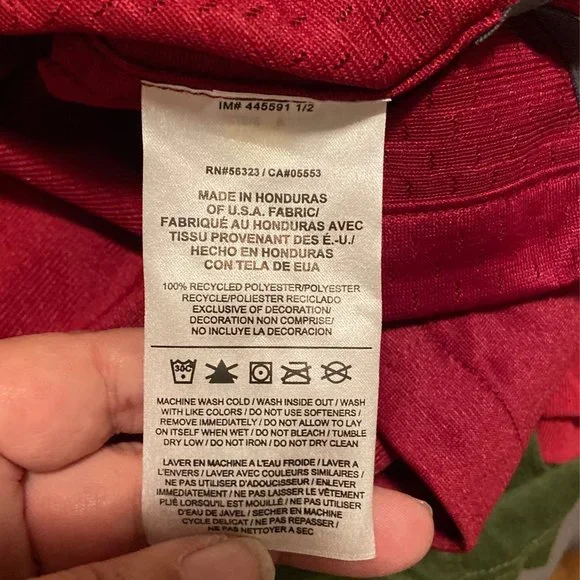 IM# 445591 1/2
RN#56323 / CA#05553
MADE IN HONDURAS
OF U.S.A. FABRIC/
FABRIQUÉ AU HONDURAS AVEC
TISSU PROVENANT DES É.-U./
HECHO EN HONDURAS
CON TELA DE EUA
100% RECYCLED POLYESTER/POLYESTER
RECYCLE/POLIESTER RECICLADO
EXCLUSIVE OF DECORATION/
DECORATION NON COMPRISE/
NO INCLUYE LA DECORACION
30C
MACHINE WASH COLD / WASH INSIDE OUT / WASH
WITH LIKE COLORS / DO NOT USE SOFTENERS /
REMOVE IMMEDIATELY / DO NOT ALLOW TO LAY
ON ITSELF WHEN WET / DO NOT BLEACH / TUMBLE
DRY LOW / DO NOT IRON / DO NOT DRY CLEAN
LAVER EN MACHINE A L'EAU FROIDE / LAVER A
L'ENVERS / LAVER AVEC COULEURS SIMILAIRES /
NE PAS UTILISER D'ADOUCISSEUR/ ENLEVER
IMMÉDIATEMENT / NE PAS LAISSER LE VÊTEMENT
PLIÉ LORSQU'IL EST MOUILLÉ / NE PAS UTILISER
D'EAU DE JAVEL / SECHER EN MACHINE
CYCLE DELICAT / NE PAS REPASSER /
NE PAS NETTOYER A SEC